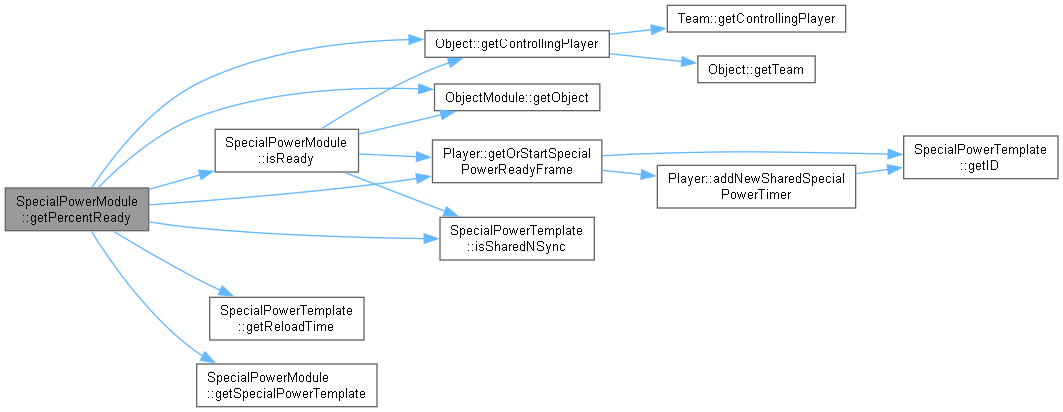 SpecialPowerModule
::getPercentReady
SpecialPowerModule
::isReady
SpecialPowerTemplate
::getReloadTime
SpecialPowerModule
::getSpecialPowerTemplate
Object::getControllingPlayer
ObjectModule::getObject
Player::getOrStartSpecial
PowerReadyFrame
SpecialPowerTemplate
::isSharedNSync
Team::getControllingPlayer
Object::getTeam
Player::addNewSharedSpecial
PowerTimer
SpecialPowerTemplate
::getID